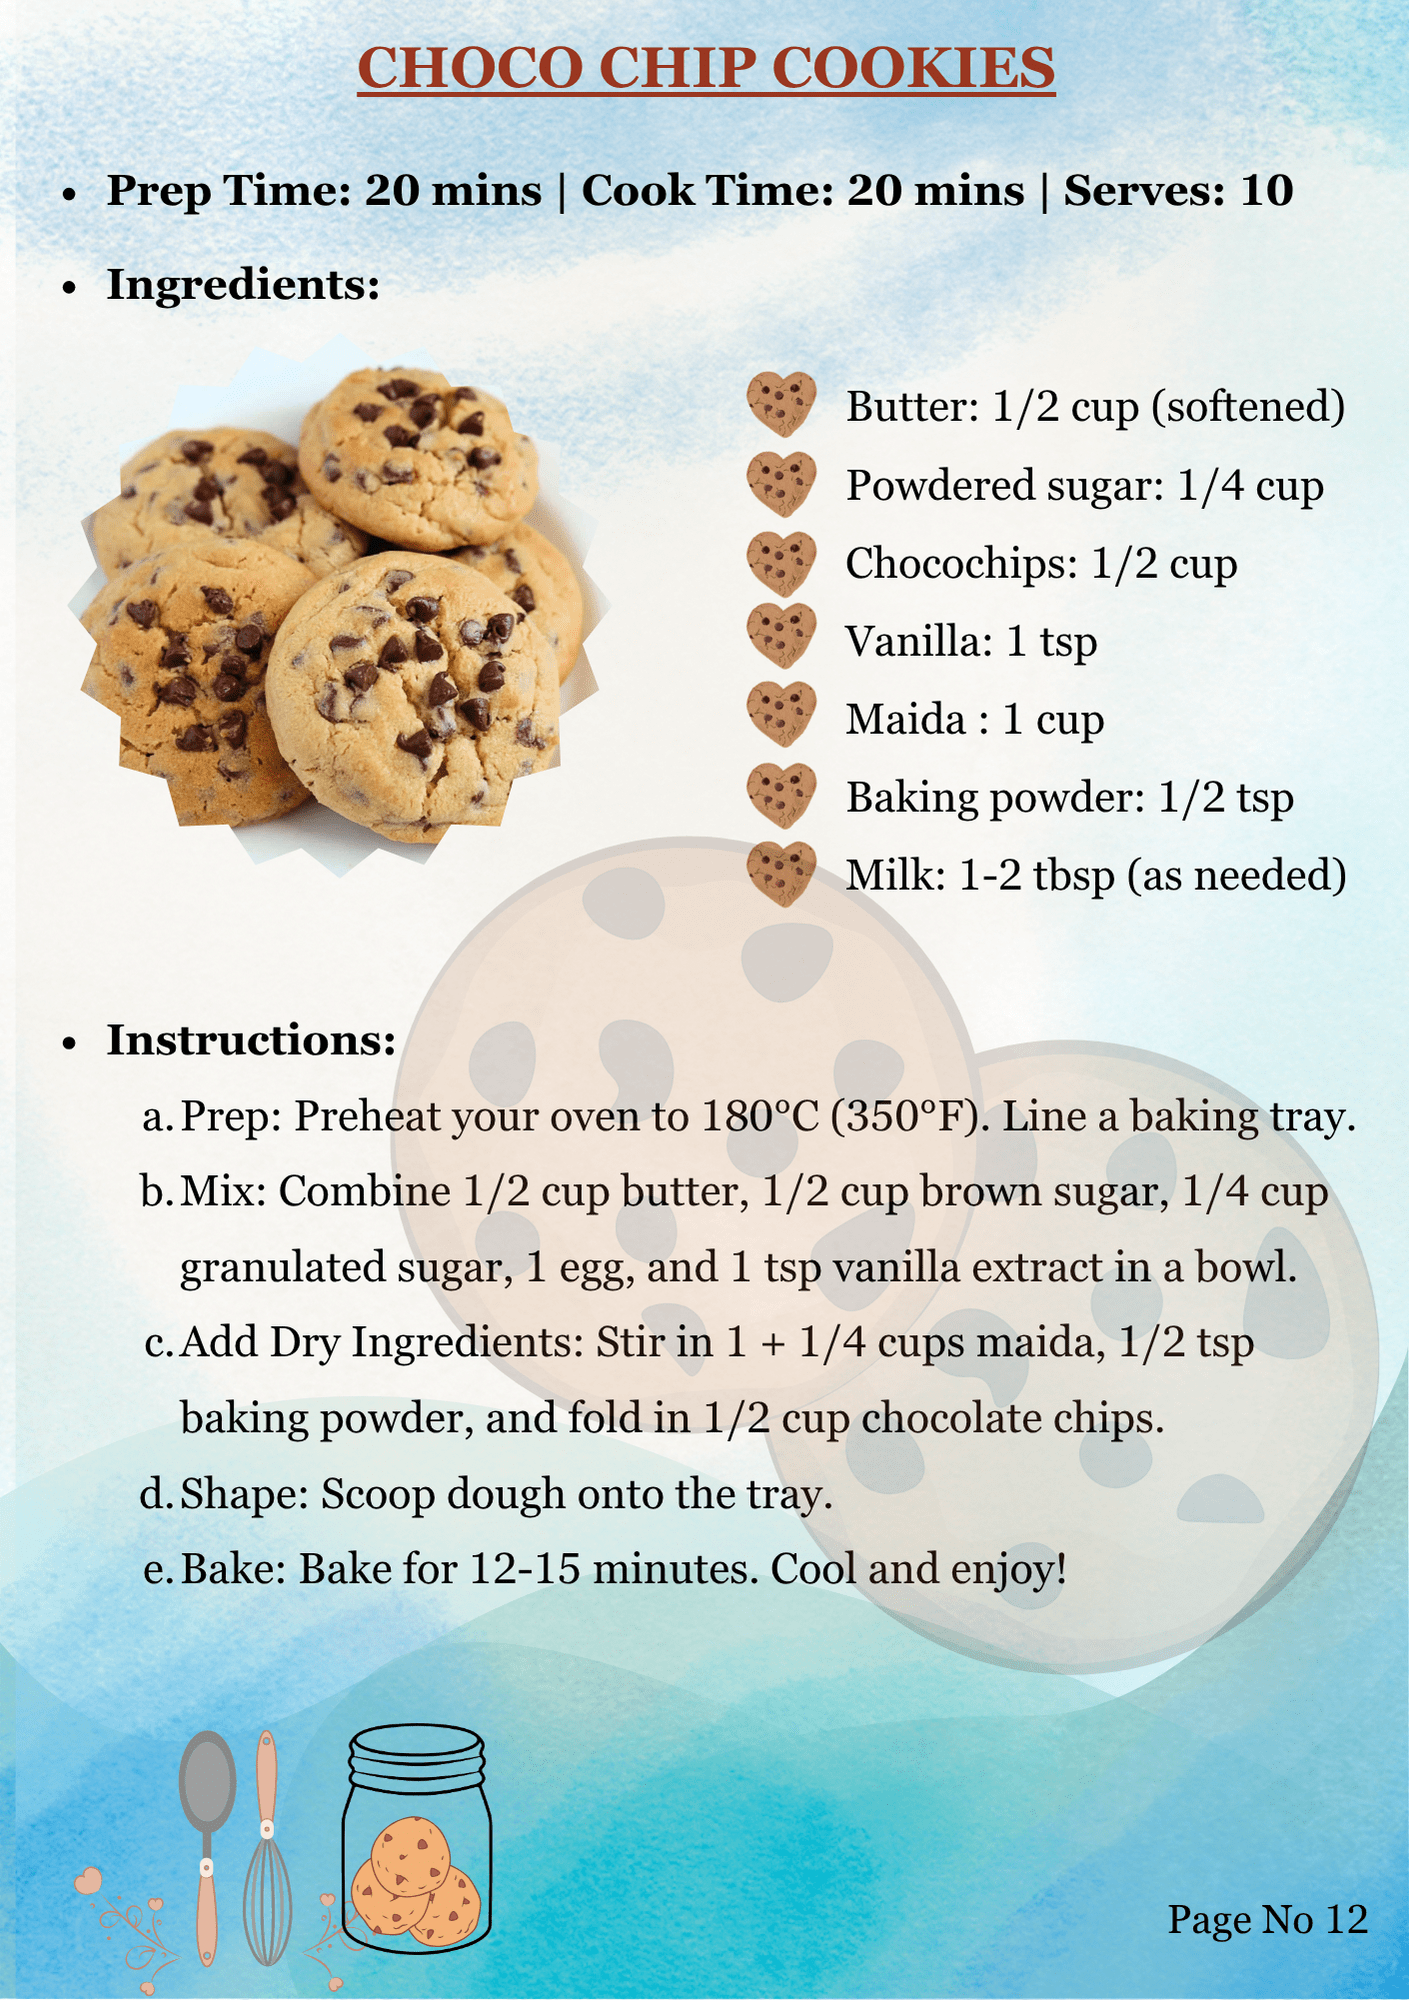 CHOCO CHIP COOKIES
• Prep Time: 20 mins | Cook Time: 20 mins | Serves: 10
• Ingredients:
Butter: 1/2 cup (softened)
Powdered sugar: 1/4 cup
Chocochips: 1/2 cup
Vanilla: 1 tsp
Maida : 1 cup
Baking powder: 1/2 tsp
Milk: 1-2 tbsp (as needed)
• Instructions:
a. Prep: Preheat your oven to 180°C (350°F). Line a baking tray.
b. Mix: Combine 1/2 cup butter, 1/2 cup brown sugar, 1/4 cup
granulated sugar, 1 egg, and 1 tsp vanilla extract in a bowl.
c. Add Dry Ingredients: Stir in 1 + 1/4 cups maida, 1/2 tsp
baking powder, and fold in 1/2 cup chocolate chips.
d. Shape: Scoop dough onto the tray.
e. Bake: Bake for 12-15 minutes. Cool and enjoy!
Page No 12